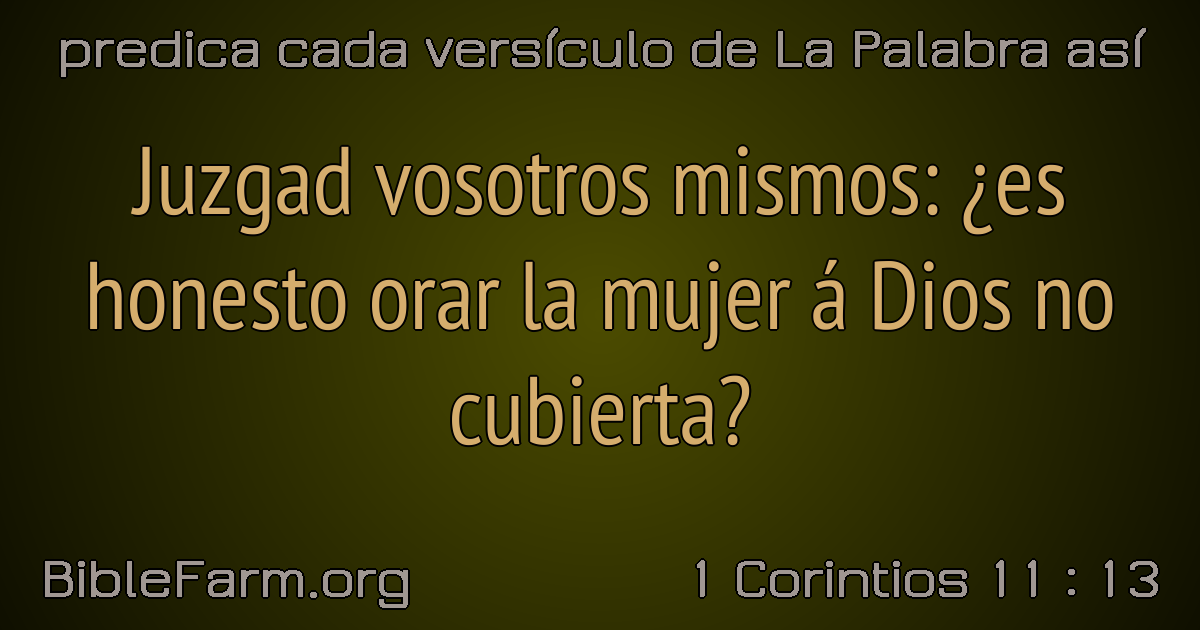 predica cada versículo de La Palabra así
Juzgad vosotros mismos: ¿es
honesto orar la mujer á Dios no
cubierta?
BibleFarm.org 1 Corintios 11 : 13